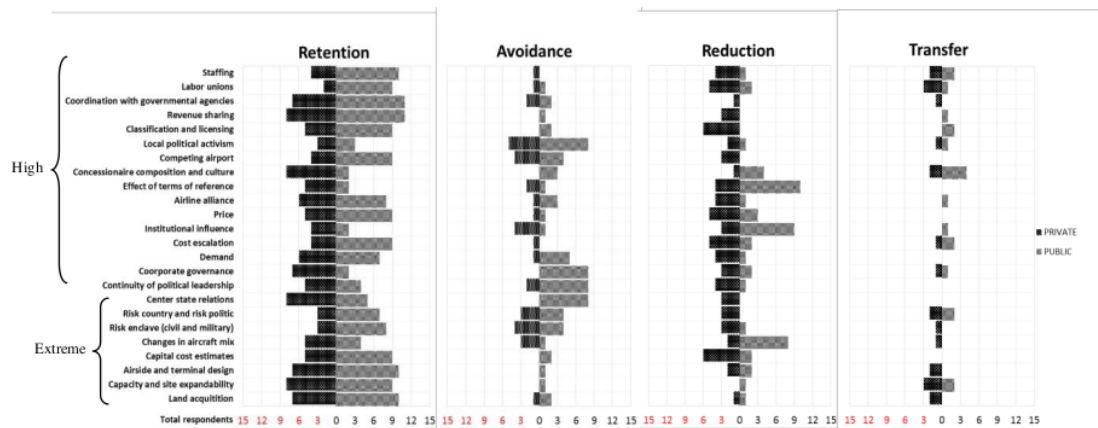 Retention Avoidance Reduction Transfer
Staffing
Labor unions
Coordination with governmental agencies
Revenue sharing
Classification and licensing
Local political activism
Competing airport
High
Concessionaire composition and culture
Effect of terms of reference
Airline alliance
Price
Institutional influence
PRIVATE
Cost escalation
PUBLIC
Demand
Coorporate governance
Continuity of political leadership
Center state relations
Risk country and risk politic
Risk enclave (civil and military)
Extreme
Changes in aircraft mix
Capital cost estimates
Airside and terminal design
Capacity and site expandability
Land acquitition
Total respondents 15 12 9 6 3 0 3 6 9 12 15 15 12 9 6 3 0 3 6 9 12 15 15 12 9 6 3 0 3 6 9 12 15 15 12 9 6 3 0 3 6 9 12 15